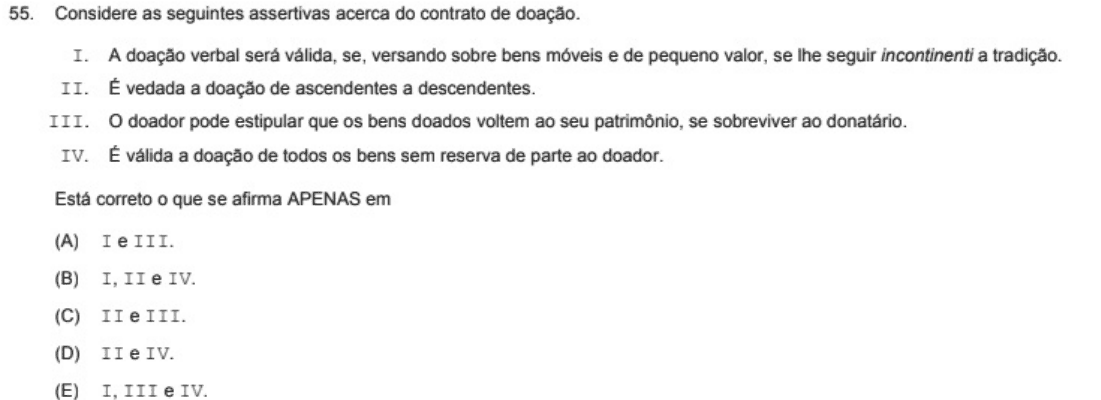 55. Considere as seguintes assertivas acerca do contrato de doação.
I. A doação verbal será válida, se, versando sobre bens móveis e de pequeno valor, se lhe seguir incontinenti a tradição.
II. É vedada a doação de ascendentes a descendentes.
III. O doador pode estipular que os bens doados voltem ao seu patrimônio, se sobreviver ao donatário.
IV. É válida a doação de todos os bens sem reserva de parte ao doador.
Está correto o que se afirma APENAS em
(A) I e III.
(B) I, II e IV.
(C) II e III.
(D) II e IV.
(E) I, III e IV.